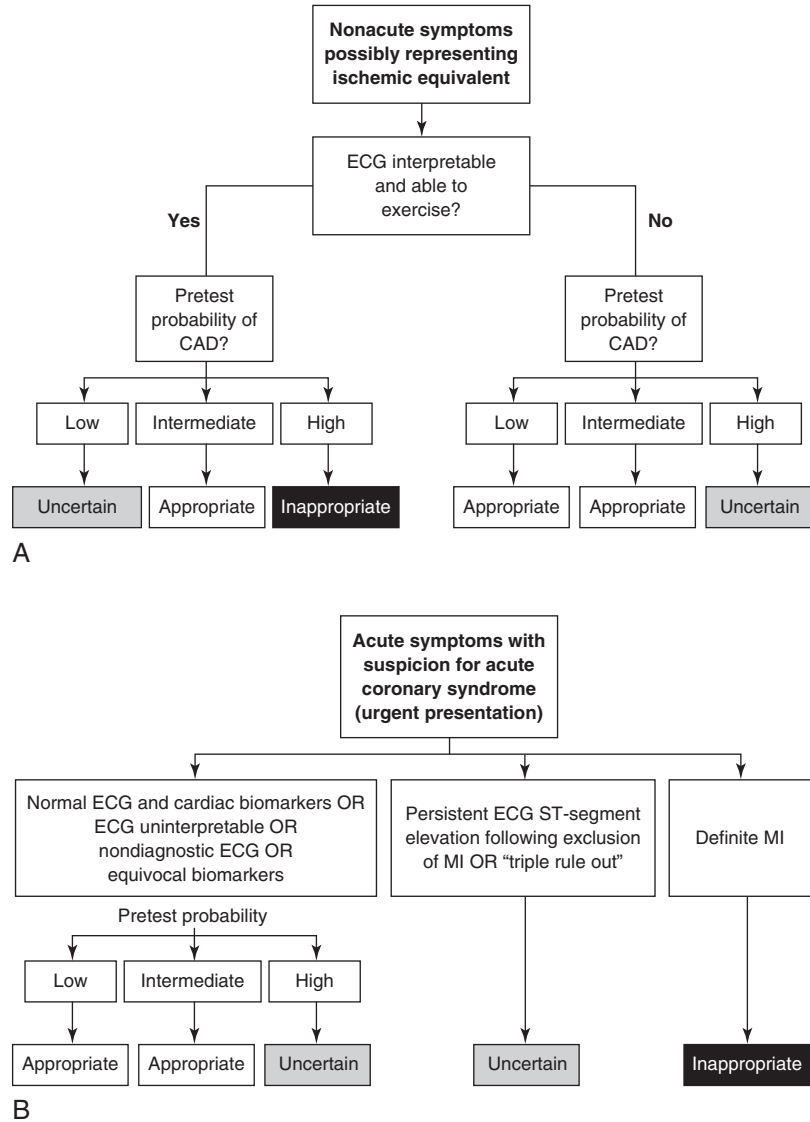 Nonacute symptoms
possibly representing
ischemic equivalent
ECG interpretable
and able to
exercise?
Yes
No
Pretest
probability of
CAD?
Pretest
probability of
CAD?
Low
Intermediate
High
Low
Intermediate
High
Uncertain
Appropriate
Inappropriate
Appropriate
Appropriate
Uncertain
A
Acute symptoms with
suspicion for acute
coronary syndrome
(urgent presentation)
Normal ECG and cardiac biomarkers OR
ECG uninterpretable OR
nondiagnostic ECG OR
equivocal biomarkers
Persistent ECG ST-segment
elevation following exclusion
of MI OR “triple rule out”
Definite MI
Pretest probability
Low
Intermediate
High
Appropriate
Appropriate
Uncertain
Uncertain
Inappropriate
B